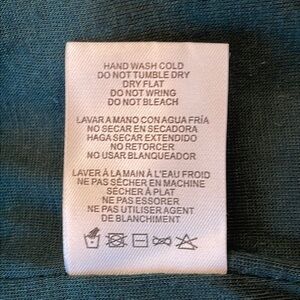 HAND WASH COLD
DO NOT TUMBLE DRY
DRY FLAT
DO NOT WRING
DO NOT BLEACH
LAVAR A MANO CON AGUA FRÍA
NO SECAR EN SECADORA
HAGA SECAR EXTENDIDO
NO RETORCER
NO USAR BLANQUEADOR
LAVER À LA MAIN À L'EAU FROID
NE PAS SÉCHER EN MACHINE
SÉCHER À PLAT
NE PAS ESSORER
NE PAS UTILISER AGENT
DE BLANCHIMENT